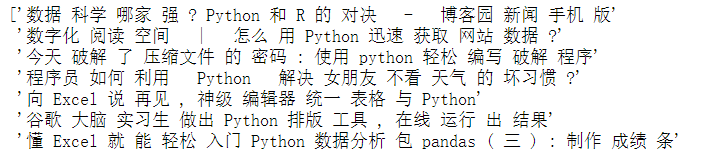 ['数据 科学 哪家 强 ? Python 和 R 的 对决   -   博客园 新闻 手机 版'
'数字化 阅读 空间   |   怎么 用 Python 迅速 获取 网站 数据 ?'
'今天 破解 了 压缩文件 的 密码 : 使用 python 轻松 编写 破解 程序'
'程序员 如何 利用   Python   解决 女朋友 不看 天气 的 坏习惯 ?'
'向 Excel 说 再见 , 神级 编辑器 统一 表格 与 Python'
'谷歌 大脑 实习生 做出 Python 排版 工具 , 在线 运行 出 结果'
'懂 Excel 就 能 轻松 入门 Python 数据分析 包 pandas ( 三 ) : 制作 成绩 条'